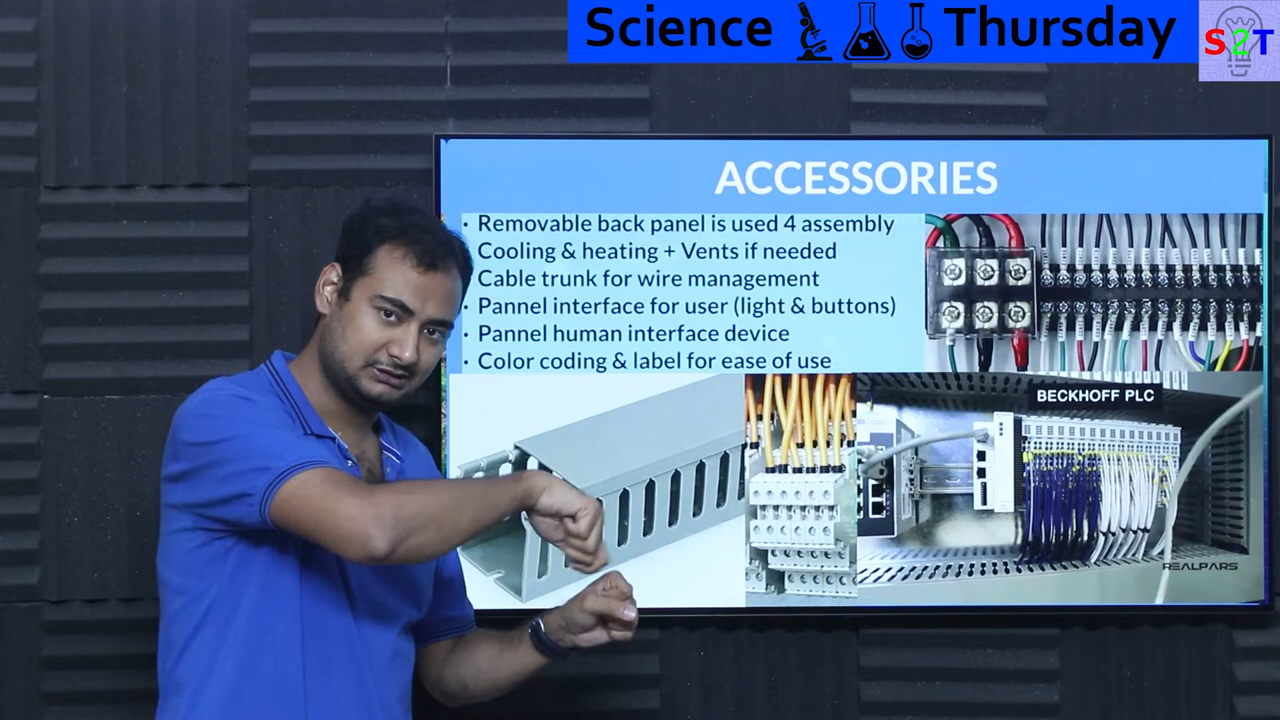 Science Thursday
S2T
ACCESSORIES
· Removable back panel is used 4 assembly
Cooling & heating + Vents if needed
Cable trunk for wire management
· Pannel interface for user (light & buttons)
· Pannel human interface device
· Color coding & label for ease of use
BECKHOFF PLC
REALPARS